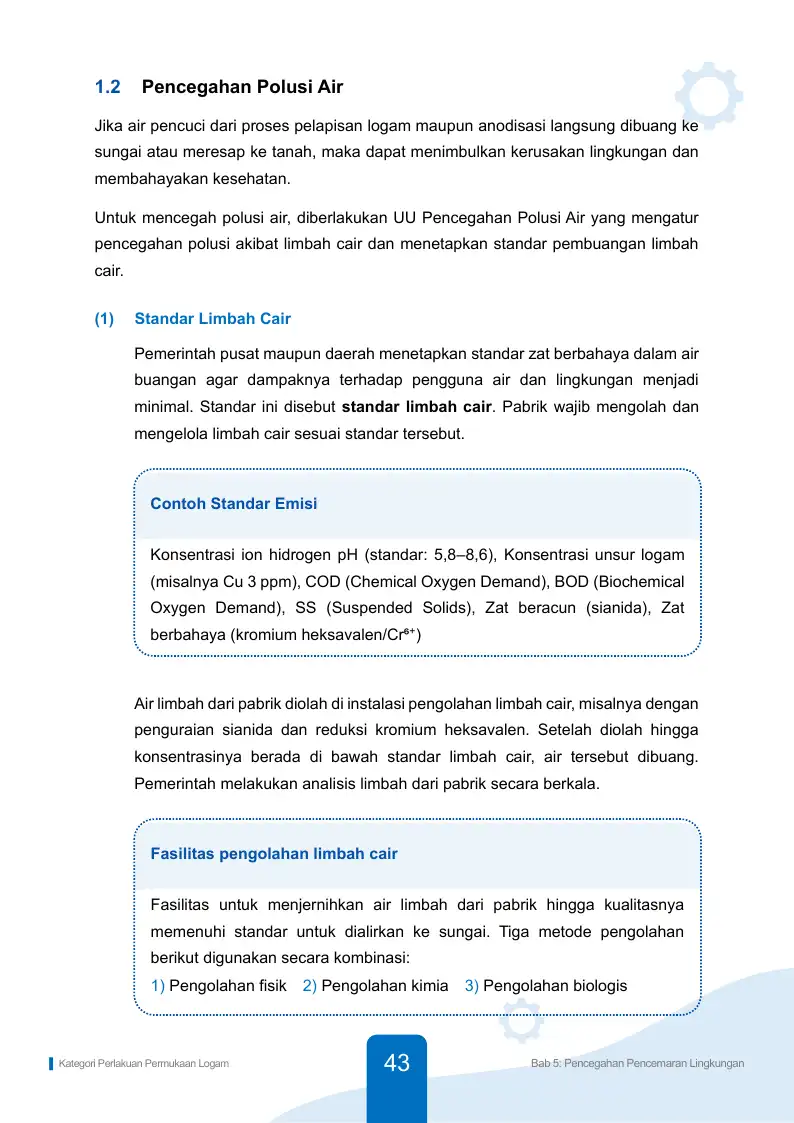 1.2 Pencegahan Polusi Air
Jika air pencuci dari proses pelapisan logam maupun anodisasi langsung dibuang ke
sungai atau meresap ke tanah, maka dapat menimbulkan kerusakan lingkungan dan
membahayakan kesehatan.
Untuk mencegah polusi air, diberlakukan UU Pencegahan Polusi Air yang mengatur
pencegahan polusi akibat limbah cair dan menetapkan standar pembuangan limbah
cair.
(1) Standar Limbah Cair
Pemerintah pusat maupun daerah menetapkan standar zat berbahaya dalam air
buangan agar dampaknya terhadap pengguna air dan lingkungan menjadi
minimal. Standar ini disebut standar limbah cair. Pabrik wajib mengolah dan
mengelola limbah cair sesuai standar tersebut.
Contoh Standar Emisi
Konsentrasi ion hidrogen pH (standar: 5,8–8,6), Konsentrasi unsur logam
(misalnya Cu 3 ppm), COD (Chemical Oxygen Demand), BOD (Biochemical
Oxygen Demand), SS (Suspended Solids), Zat beracun (sianida), Zat
berbahaya (kromium heksavalen/Cr⁶⁺)
Air limbah dari pabrik diolah di instalasi pengolahan limbah cair, misalnya dengan
penguraian sianida dan reduksi kromium heksavalen. Setelah diolah hingga
konsentrasinya berada di bawah standar limbah cair, air tersebut dibuang.
Pemerintah melakukan analisis limbah dari pabrik secara berkala.
Fasilitas pengolahan limbah cair
Fasilitas untuk menjernihkan air limbah dari pabrik hingga kualitasnya
memenuhi standar untuk dialirkan ke sungai. Tiga metode pengolahan
berikut digunakan secara kombinasi:
1) Pengolahan fisik 2) Pengolahan kimia 3) Pengolahan biologis
Kategori Perlakuan Permukaan Logam
43
Bab 5: Pencegahan Pencemaran Lingkungan